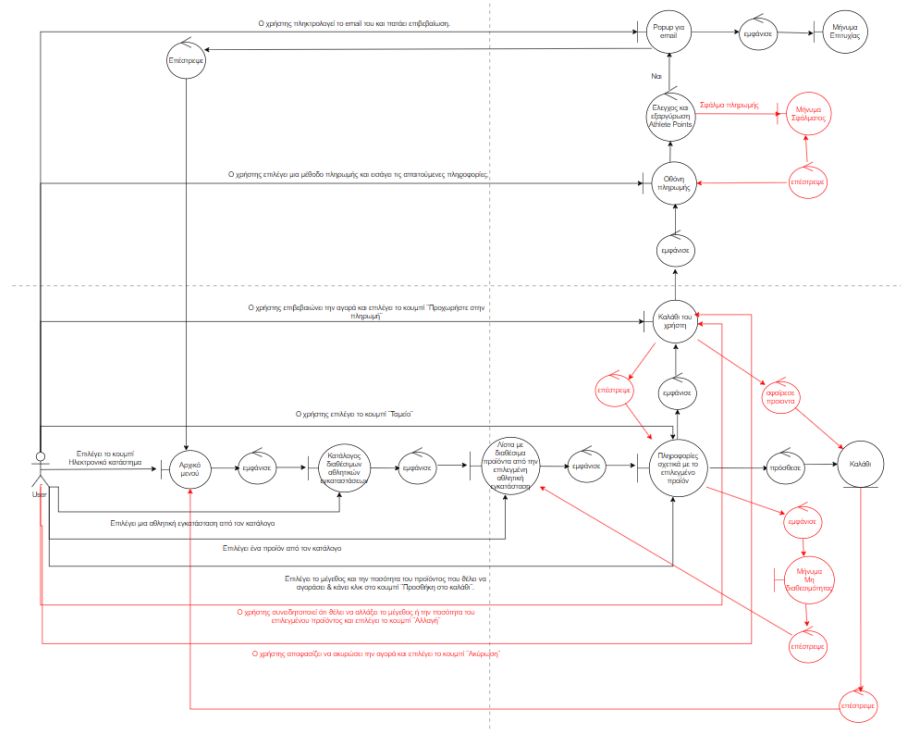 Ο χρήστης πληκτρολογεί το email του και πατάει επιβεβαίωση.
Popup για
email
εμφάνισε
Μήνυμα
Επιτυχίας
Επέστρεψε
Ναι
Έλεγχος και
εξαργύρωση
Athlete Points
Σφάλμα πληρωμής
Μήνυμα
Σφάλματος
Ο χρήστης επιλέγει μια μέθοδο πληρωμής και εισάγει τις απαιτούμενες πληροφορίες.
Οθόνη
πληρωμής
επέστρεψε
εμφάνισε
Ο χρήστης επιβεβαιώνει την αγορά και επιλέγει το κουμπί "Προχωρήστε στην
πληρωμή"
Καλάθι του
χρήστη
επέστρεψε
εμφάνισε
αφαίρεσε
προϊοντα
Ο χρήστης επιλέγει το κουμπί "Ταμείο"
Επιλέγει το κουμπί
Ηλεκτρονικό κατάστημα
User
Αρχικό
μενού
εμφάνισε
Κατάλογος
διαθέσιμων
αθλητικών
εγκαταστάσεων
εμφάνισε
Λίστα με
διαθέσιμα
προϊόντα από την
επιλεγμένη
αθλητική
εγκατάσταση
εμφάνισε
Πληροφορίες
σχετικά με το
επιλεγμένο
προϊόν
πρόσθεσε
Καλάθι
Επιλέγει μια αθλητική εγκατάσταση από τον κατάλογο
εμφάνισε
Επιλέγει ένα προϊόν από τον κατάλογο
Επιλέγει το μέγεθος και την ποσότητα του προϊόντος που θέλει να
αγοράσει & κάνει κλικ στο κουμπί "Προσθήκη στο καλάθι".
Μήνυμα
Μη
διαθεσιμότητας
Ο χρήστης συνειδητοποιεί ότι θέλει να αλλάξει το μέγεθος ή την ποσότητα του
επιλεγμένου προϊόντος και επιλέγει το κουμπί "Αλλαγή"
επέστρεψε
Ο χρήστης αποφασίζει να ακυρώσει την αγορά και επιλέγει το κουμπί "Ακύρωση"
επέστρεψε